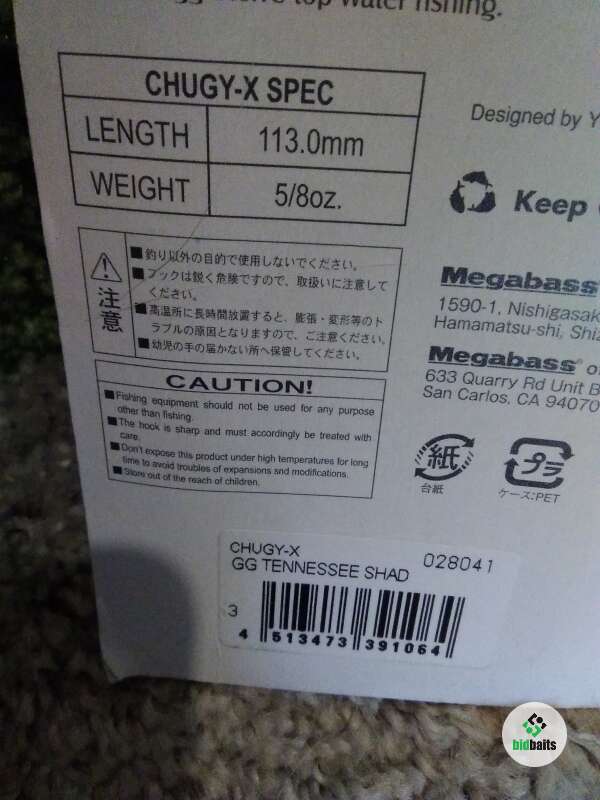 top water fishing.
CHUGY-X SPEC
LENGTH 113.0mm
WEIGHT 5/8oz.
Designed by Y
Keep
Megabass
1590-1, Nishigasak
Hamamatsu-shi, Shiz
Megabass® of
633 Quarry Rd Unit B
San Carlos, CA 94070
注意
■釣り以外の目的で使用しないでください。
■フックは鋭く危険ですので、取扱いに注意して
ください。
■高温所に長時間放置すると、膨張・変形等のト
ラブルの原因となりますので、ご注意ください。
■幼児の手の届かない所へ保管してください。
CAUTION!
■Fishing equipment should not be used for any purpose
other than fishing.
■The hook is sharp and must accordingly be treated with
care.
■Don't expose this product under high temperatures for long
time to avoid troubles of expansions snd modifications.
■Store out of the reach of children.
紙
台紙
プラ
ケース:PET
CHUGY-X 028041
GG TENNESSEE SHAD
3
4 513473 391064
bidbaits